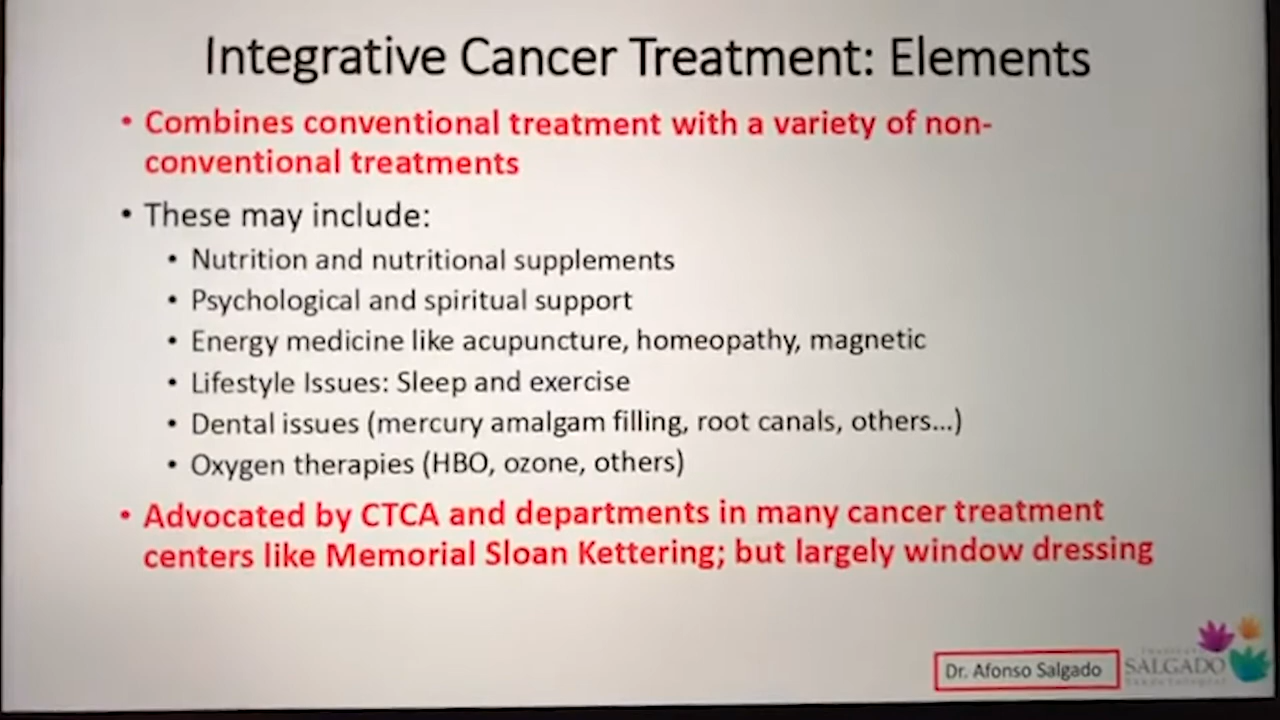 Integrative Cancer Treatment: Elements
• Combines conventional treatment with a variety of non-
conventional treatments
• These may include:
• Nutrition and nutritional supplements
• Psychological and spiritual support
• Energy medicine like acupuncture, homeopathy, magnetic
• Lifestyle Issues: Sleep and exercise
• Dental issues (mercury amalgam filling, root canals, others...)
• Oxygen therapies (HBO, ozone, others)
• Advocated by CTCA and departments in many cancer treatment
centers like Memorial Sloan Kettering; but largely window dressing
Dr. Afonso Salgado
SALGADO